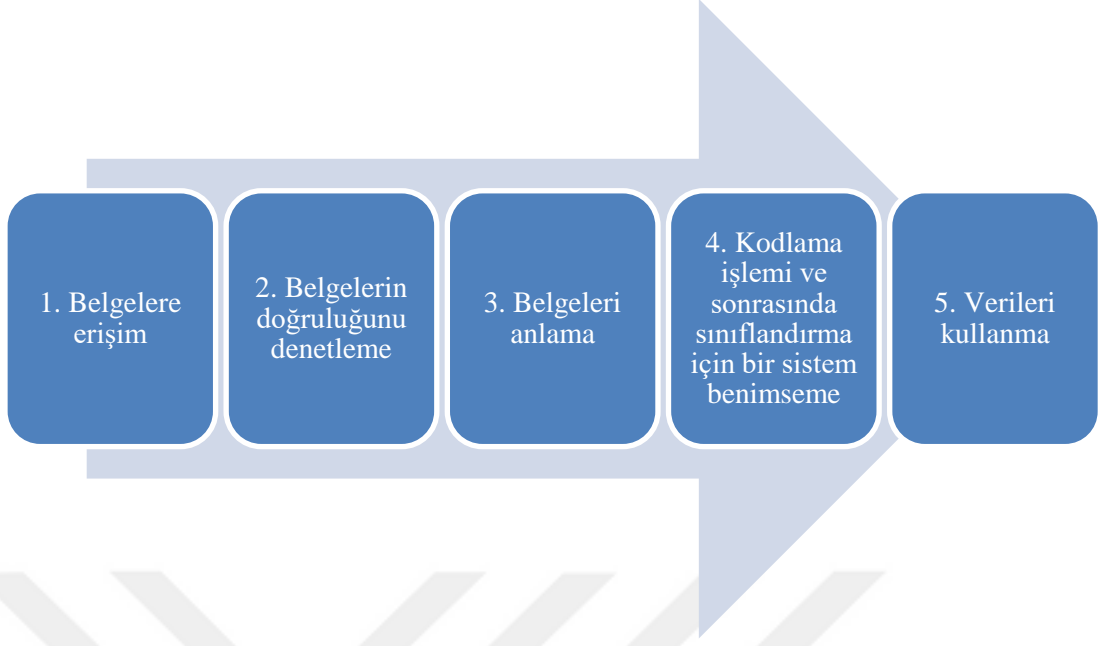 1. Belgelere
erişim
2. Belgelerin
doğruluğunu
denetleme
3. Belgeleri
anlama
4. Kodlama
işlemi ve
sonrasında
sınıflandırma
için bir sistem
benimseme
5. Verileri
kullanma